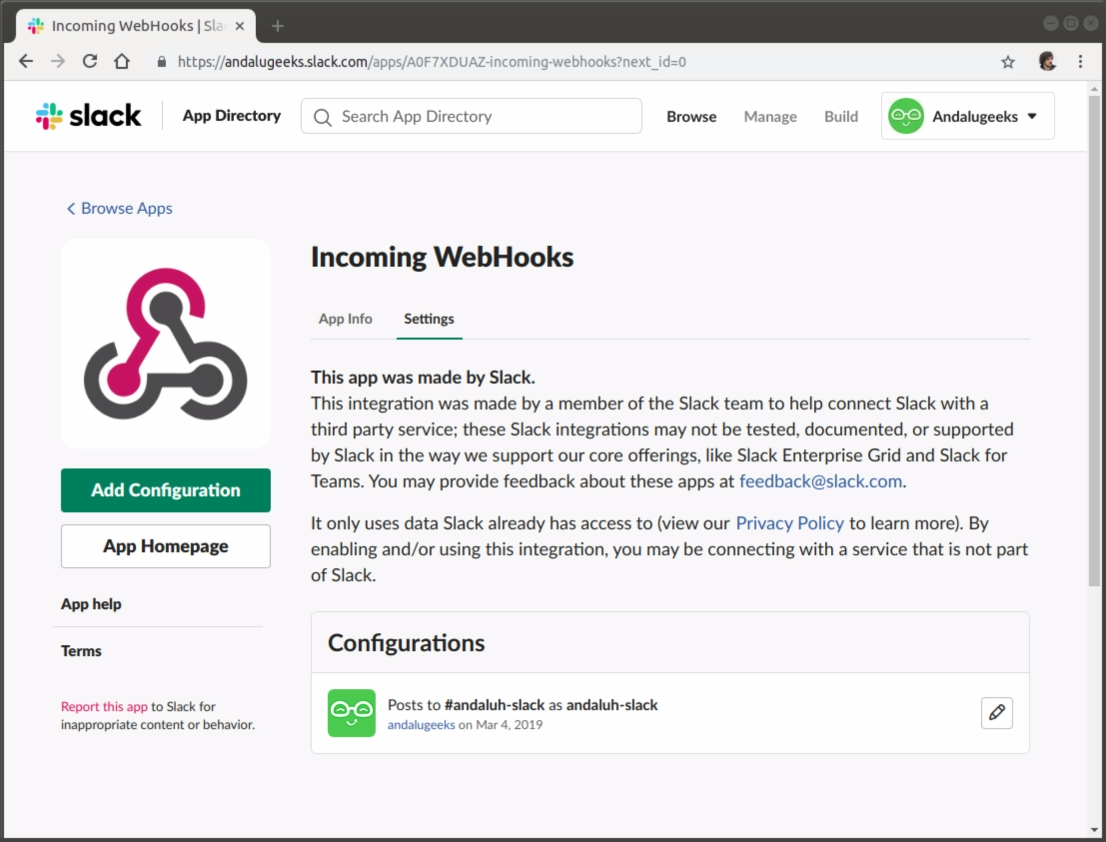 Incoming WebHooks | Sla
https://andalugeeks.slack.com/apps/A0F7XDUAZ-incoming-webhooks?next_id=0
slack App Directory Search App Directory Browse Manage Build Andalugeeks
Browse Apps
Incoming WebHooks
App Info Settings
This app was made by Slack.
This integration was made by a member of the Slack team to help connect Slack with a
third party service; these Slack integrations may not be tested, documented, or supported
by Slack in the way we support our core offerings, like Slack Enterprise Grid and Slack for
Teams. You may provide feedback about these apps at feedback@slack.com.
It only uses data Slack already has access to (view our Privacy Policy to learn more). By
enabling and/or using this integration, you may be connecting with a service that is not part
of Slack.
Add Configuration
App Homepage
App help
Terms
Report this app to Slack for
inappropriate content or behavior.
Configurations
Posts to #andaluh-slack as andaluh-slack
andalugeeks on Mar 4, 2019